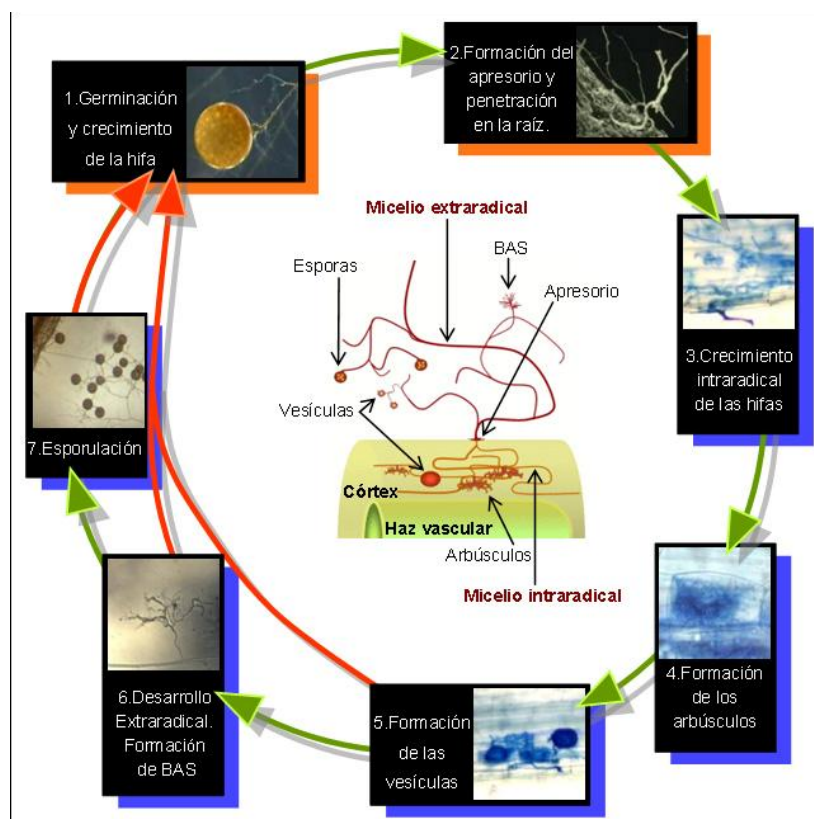 1.Germinación
y crecimiento
de la hifa
2.Formación del
apresorio y
penetración
en la raíz.
3.Crecimiento
intraradical
de las hifas
4.Formación
de los
arbúsculos
5.Formación
de las
vesículas
6.Desarrollo
Extraradical.
Formación
de BAS
7.Esporulación
Micelio extraradical
BAS
Esporas
Apresorio
Vesículas
Córtex
Haz vascular
Arbúsculos
Micelio intraradical